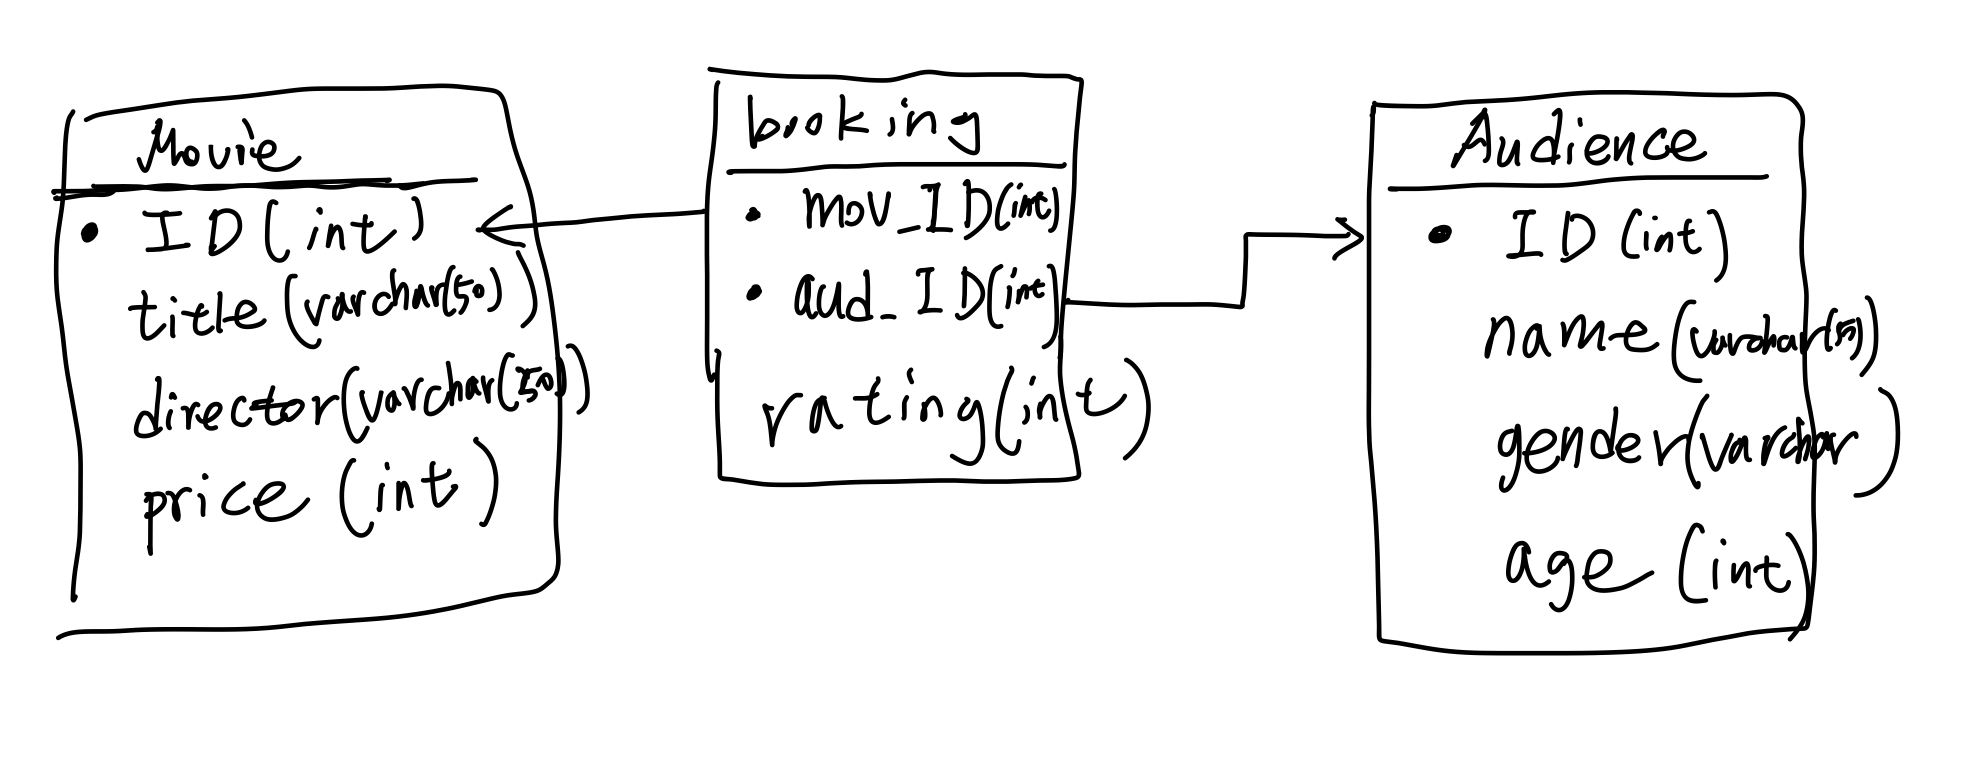 Movie
• ID (int)
title (varchar(50))
director(varchar(50))
price (int)
booking
• mov_ID(int)
• aud_ID(int)
rating(int)
Audience
• ID (int)
name (varchar(50))
gender(varchar)
age (int)